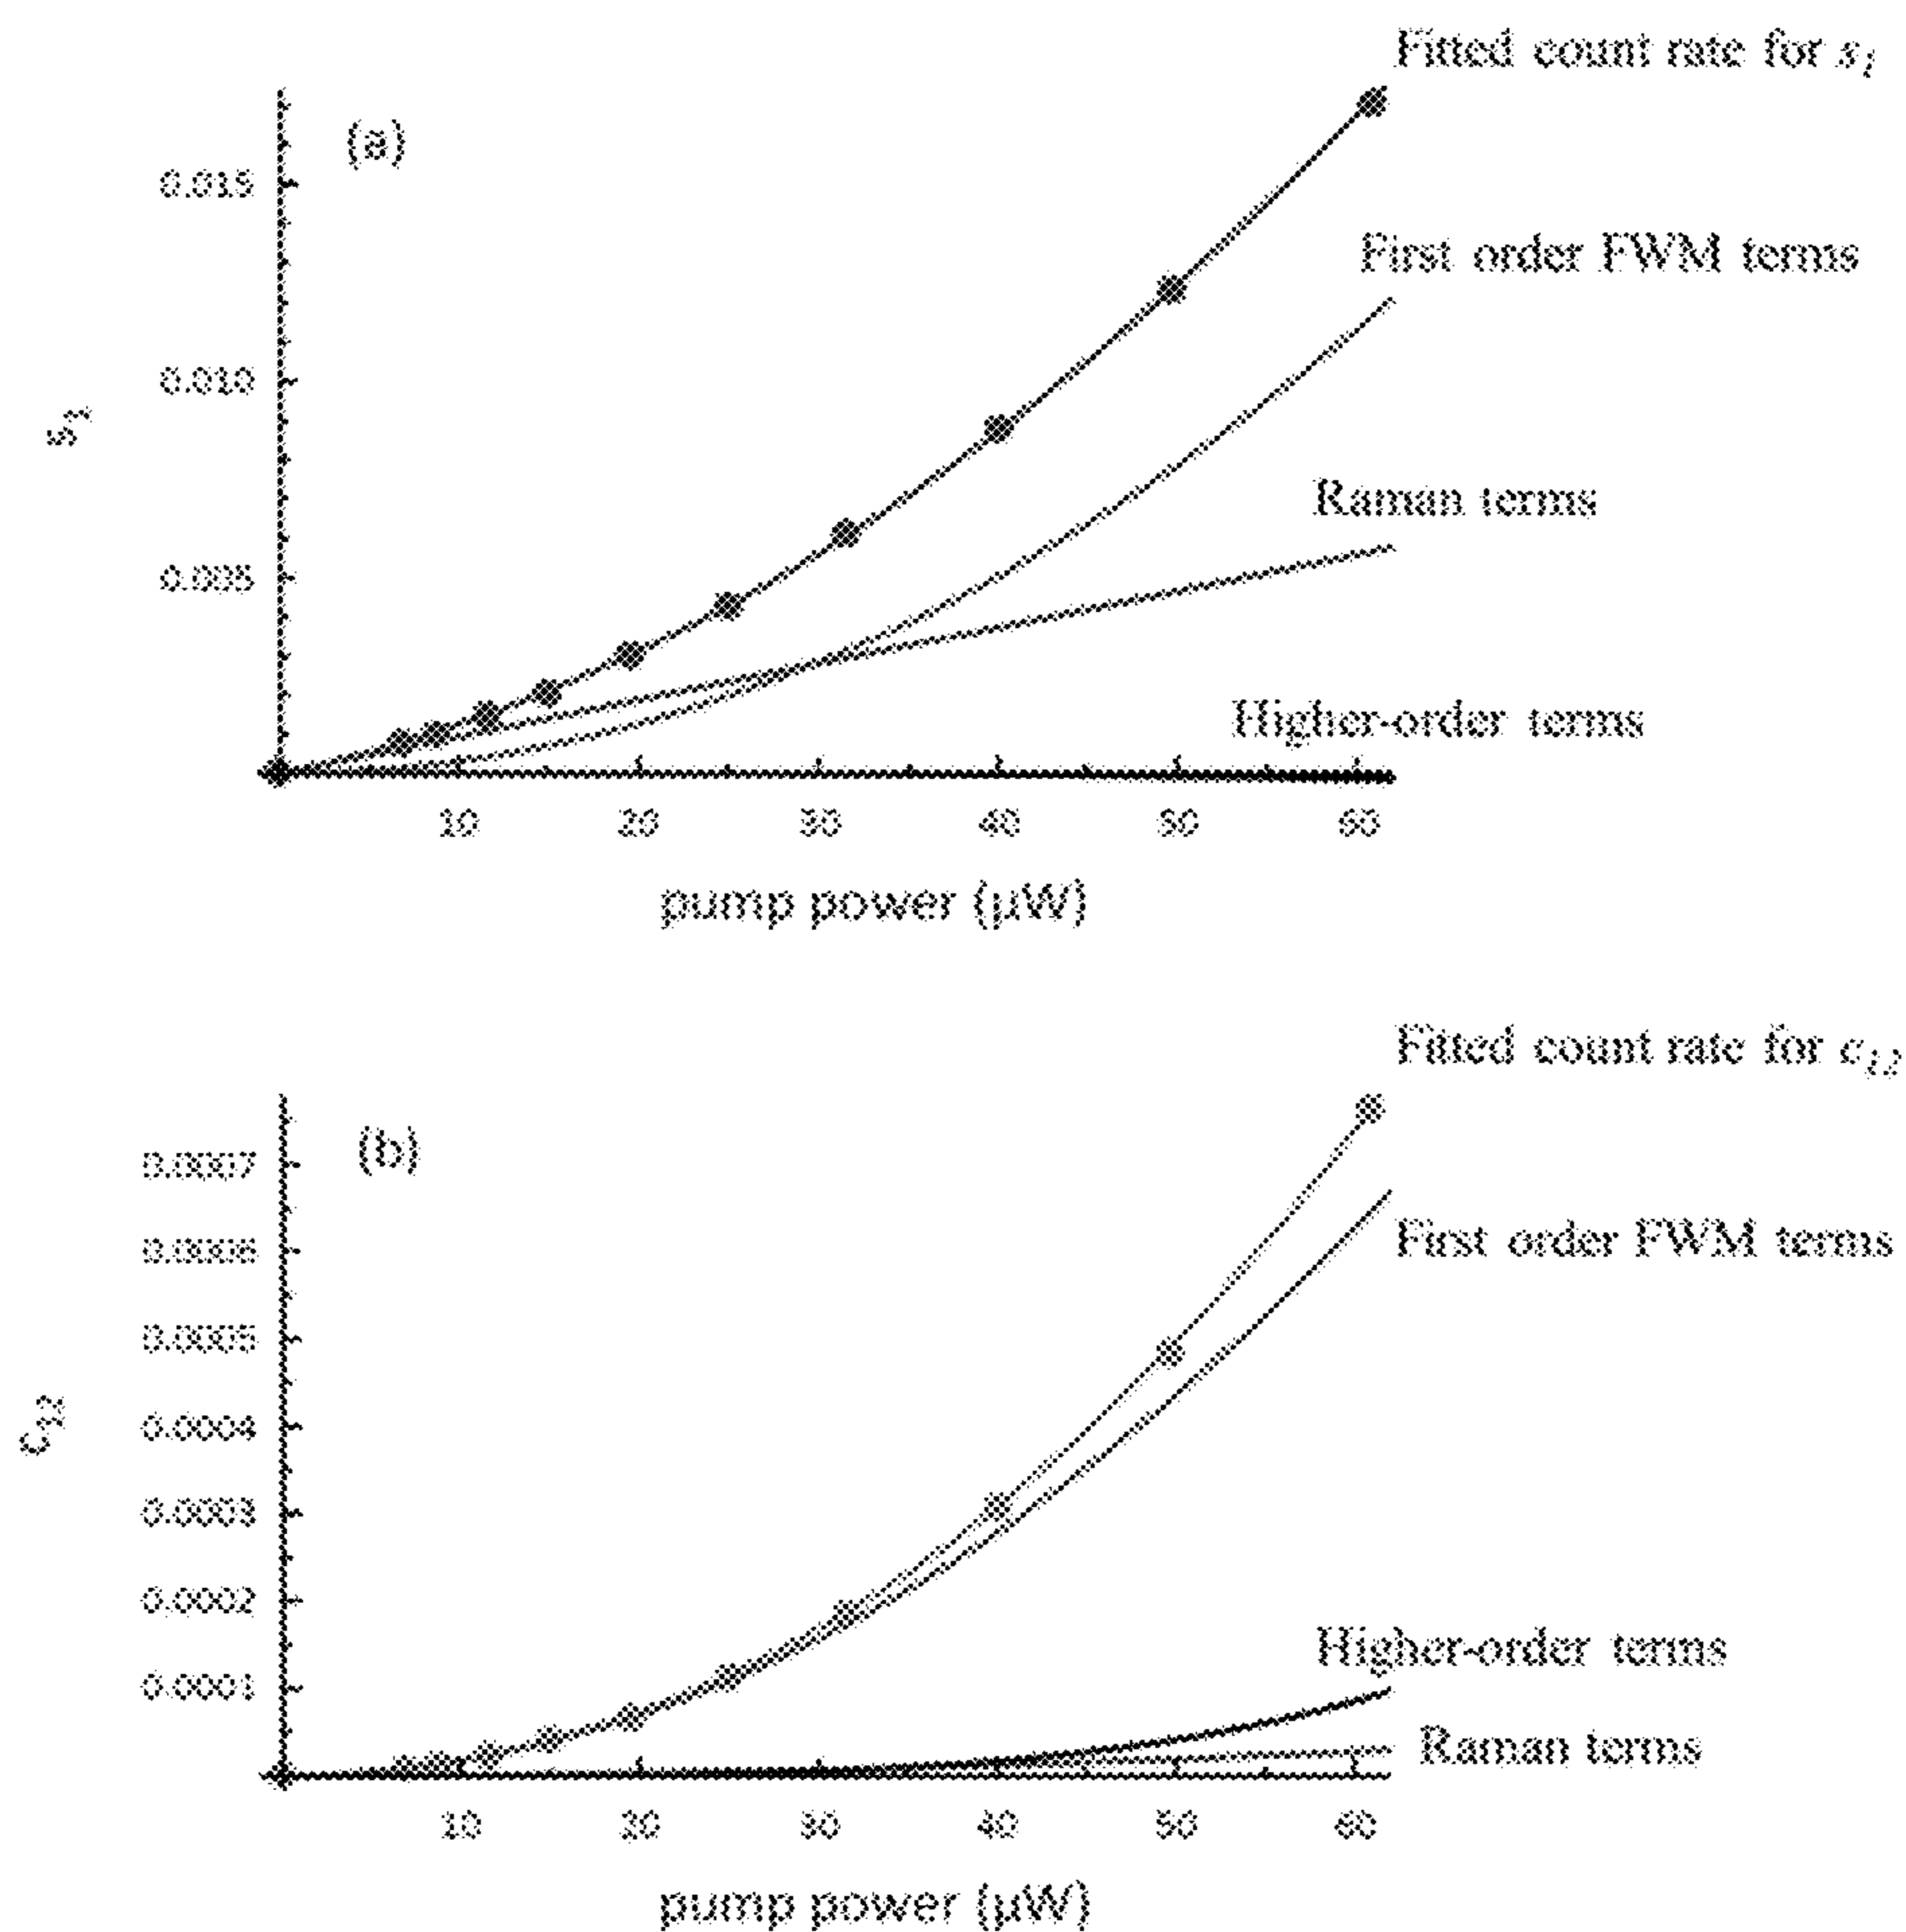 Fitted count rate for s1
(a)
0.015
First order FWM terms
0.010
s1
Raman terms
0.005
Higher-order terms
10 20 30 40 50 60
pump power (μW)
Fitted count rate for c12
(b)
0.0007
First order FWM terms
0.0006
0.0005
c12
0.0004
0.0003
0.0002
Higher-order terms
0.0001
Raman terms
10 20 30 40 50 60
pump power (μW)